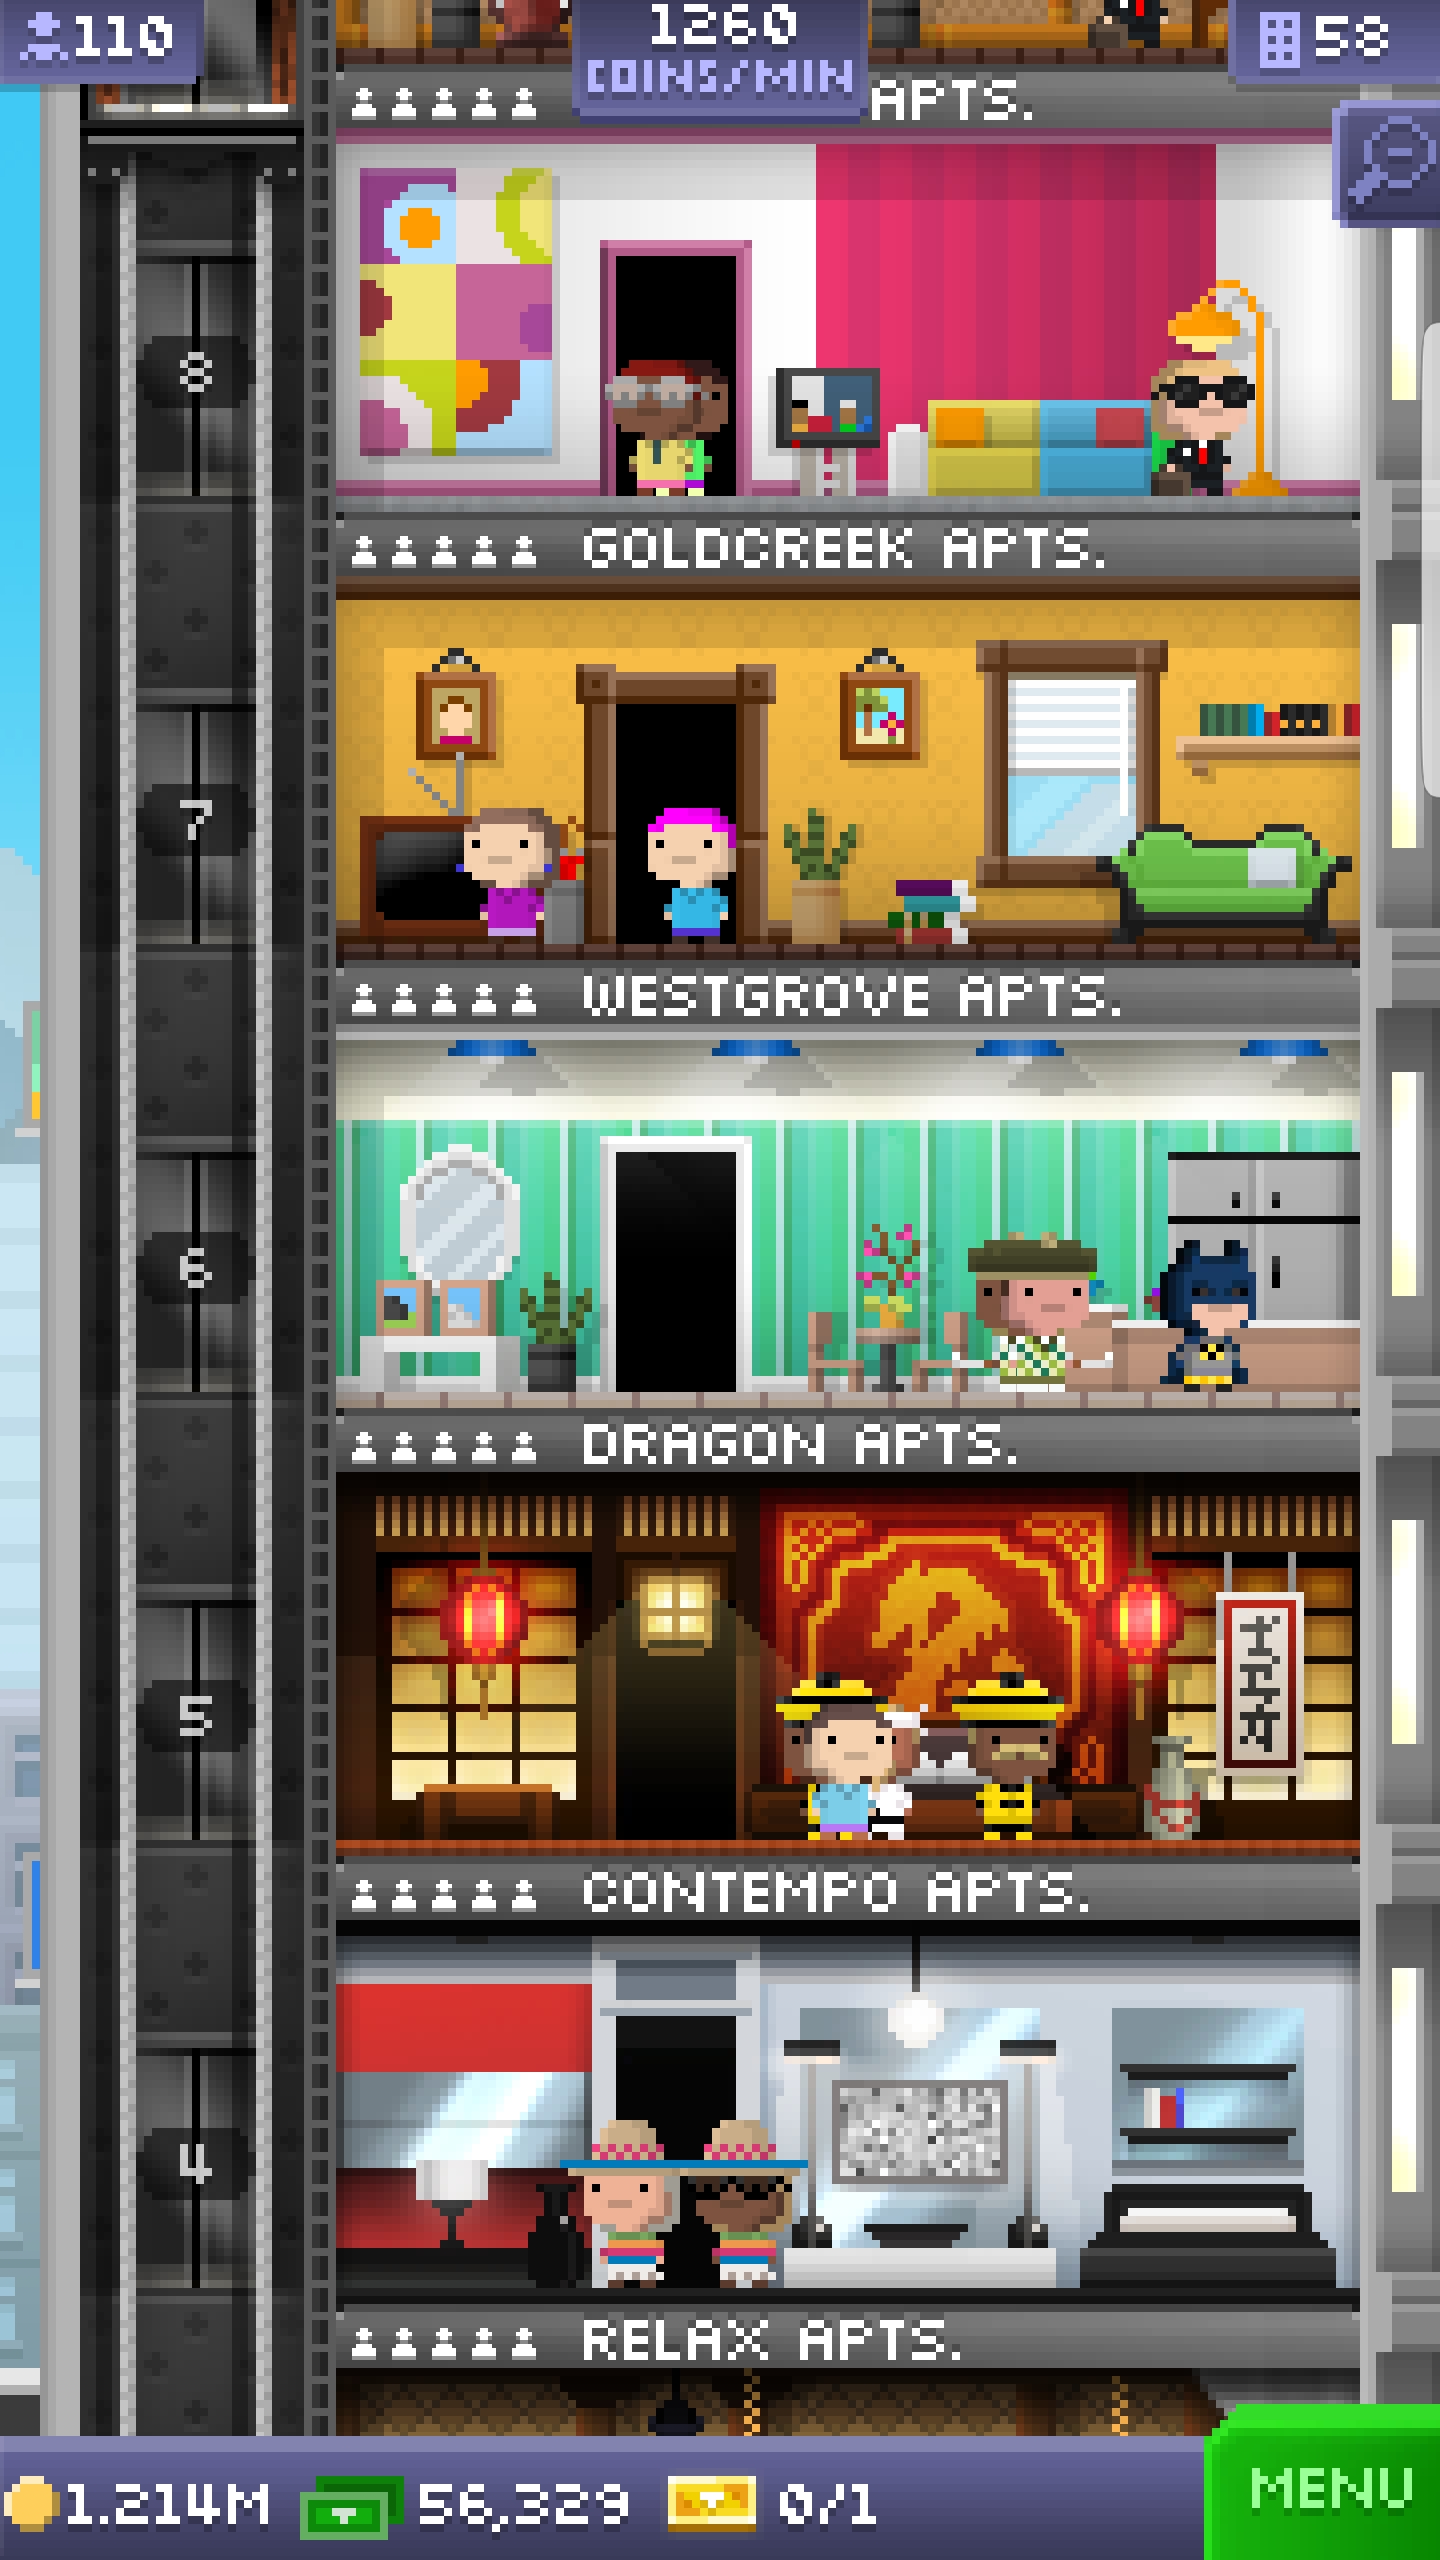 110
1260
COINS/MIN
58
APTS.
8
GOLDCREEK APTS.
7
WESTGROVE APTS.
6
DRAGON APTS.
5
CONTEMPO APTS.
4
RELAX APTS.
1.214M 56,329 0/1
MENU